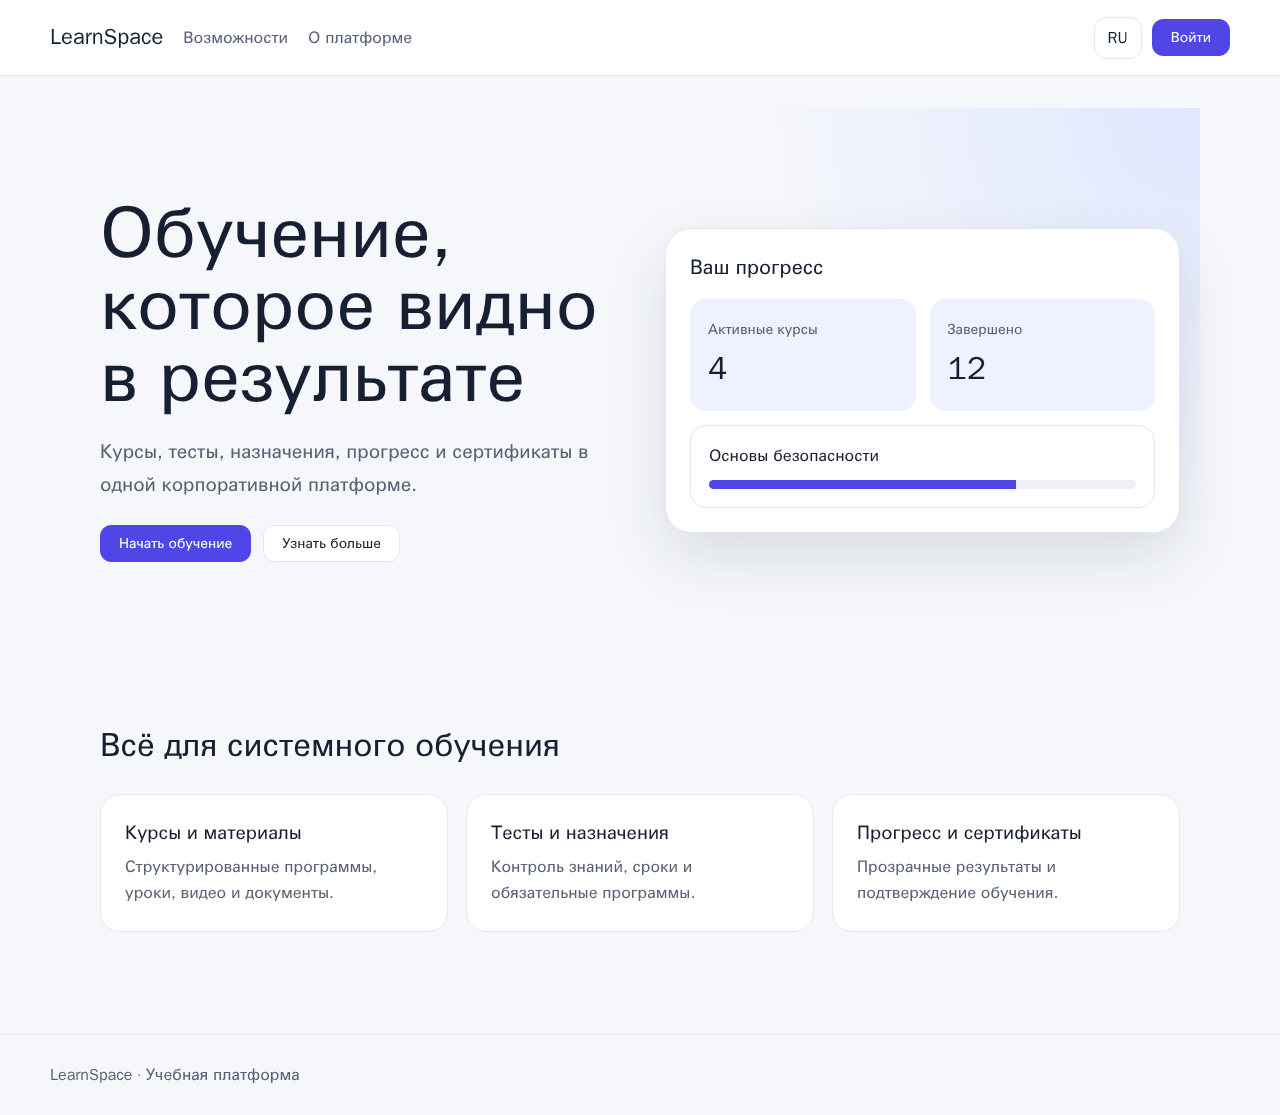 LearnSpace Возможности О платформе RU Войти
Обучение,
которое видно
в результате
Курсы, тесты, назначения, прогресс и сертификаты в
одной корпоративной платформе.
Начать обучение Узнать больше
Ваш прогресс
Активные курсы
4
Завершено
12
Основы безопасности
Всё для системного обучения
Курсы и материалы
Структурированные программы,
уроки, видео и документы.
Тесты и назначения
Контроль знаний, сроки и
обязательные программы.
Прогресс и сертификаты
Прозрачные результаты и
подтверждение обучения.
LearnSpace · Учебная платформа